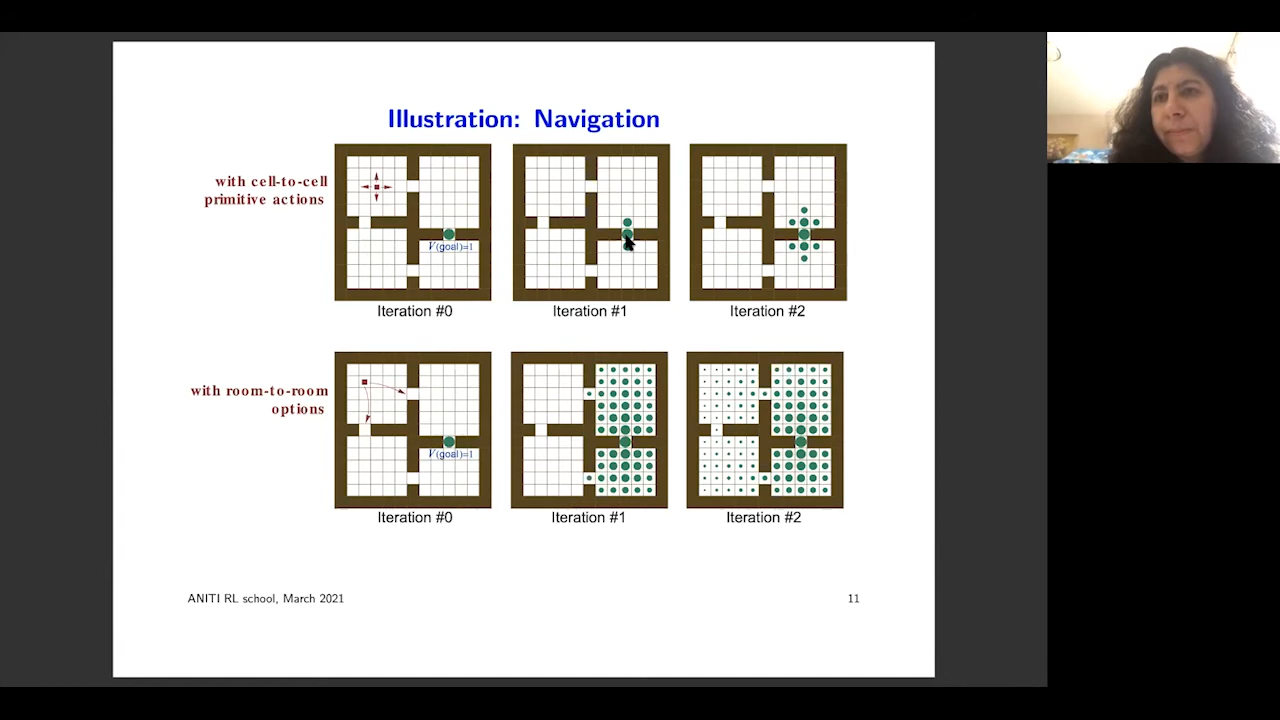 Illustration: Navigation
with cell-to-cell
primitive actions
V(goal)=1
Iteration #0
Iteration #1
Iteration #2
with room-to-room
options
V(goal)=1
Iteration #0
Iteration #1
Iteration #2
ANITI RL school, March 2021
11